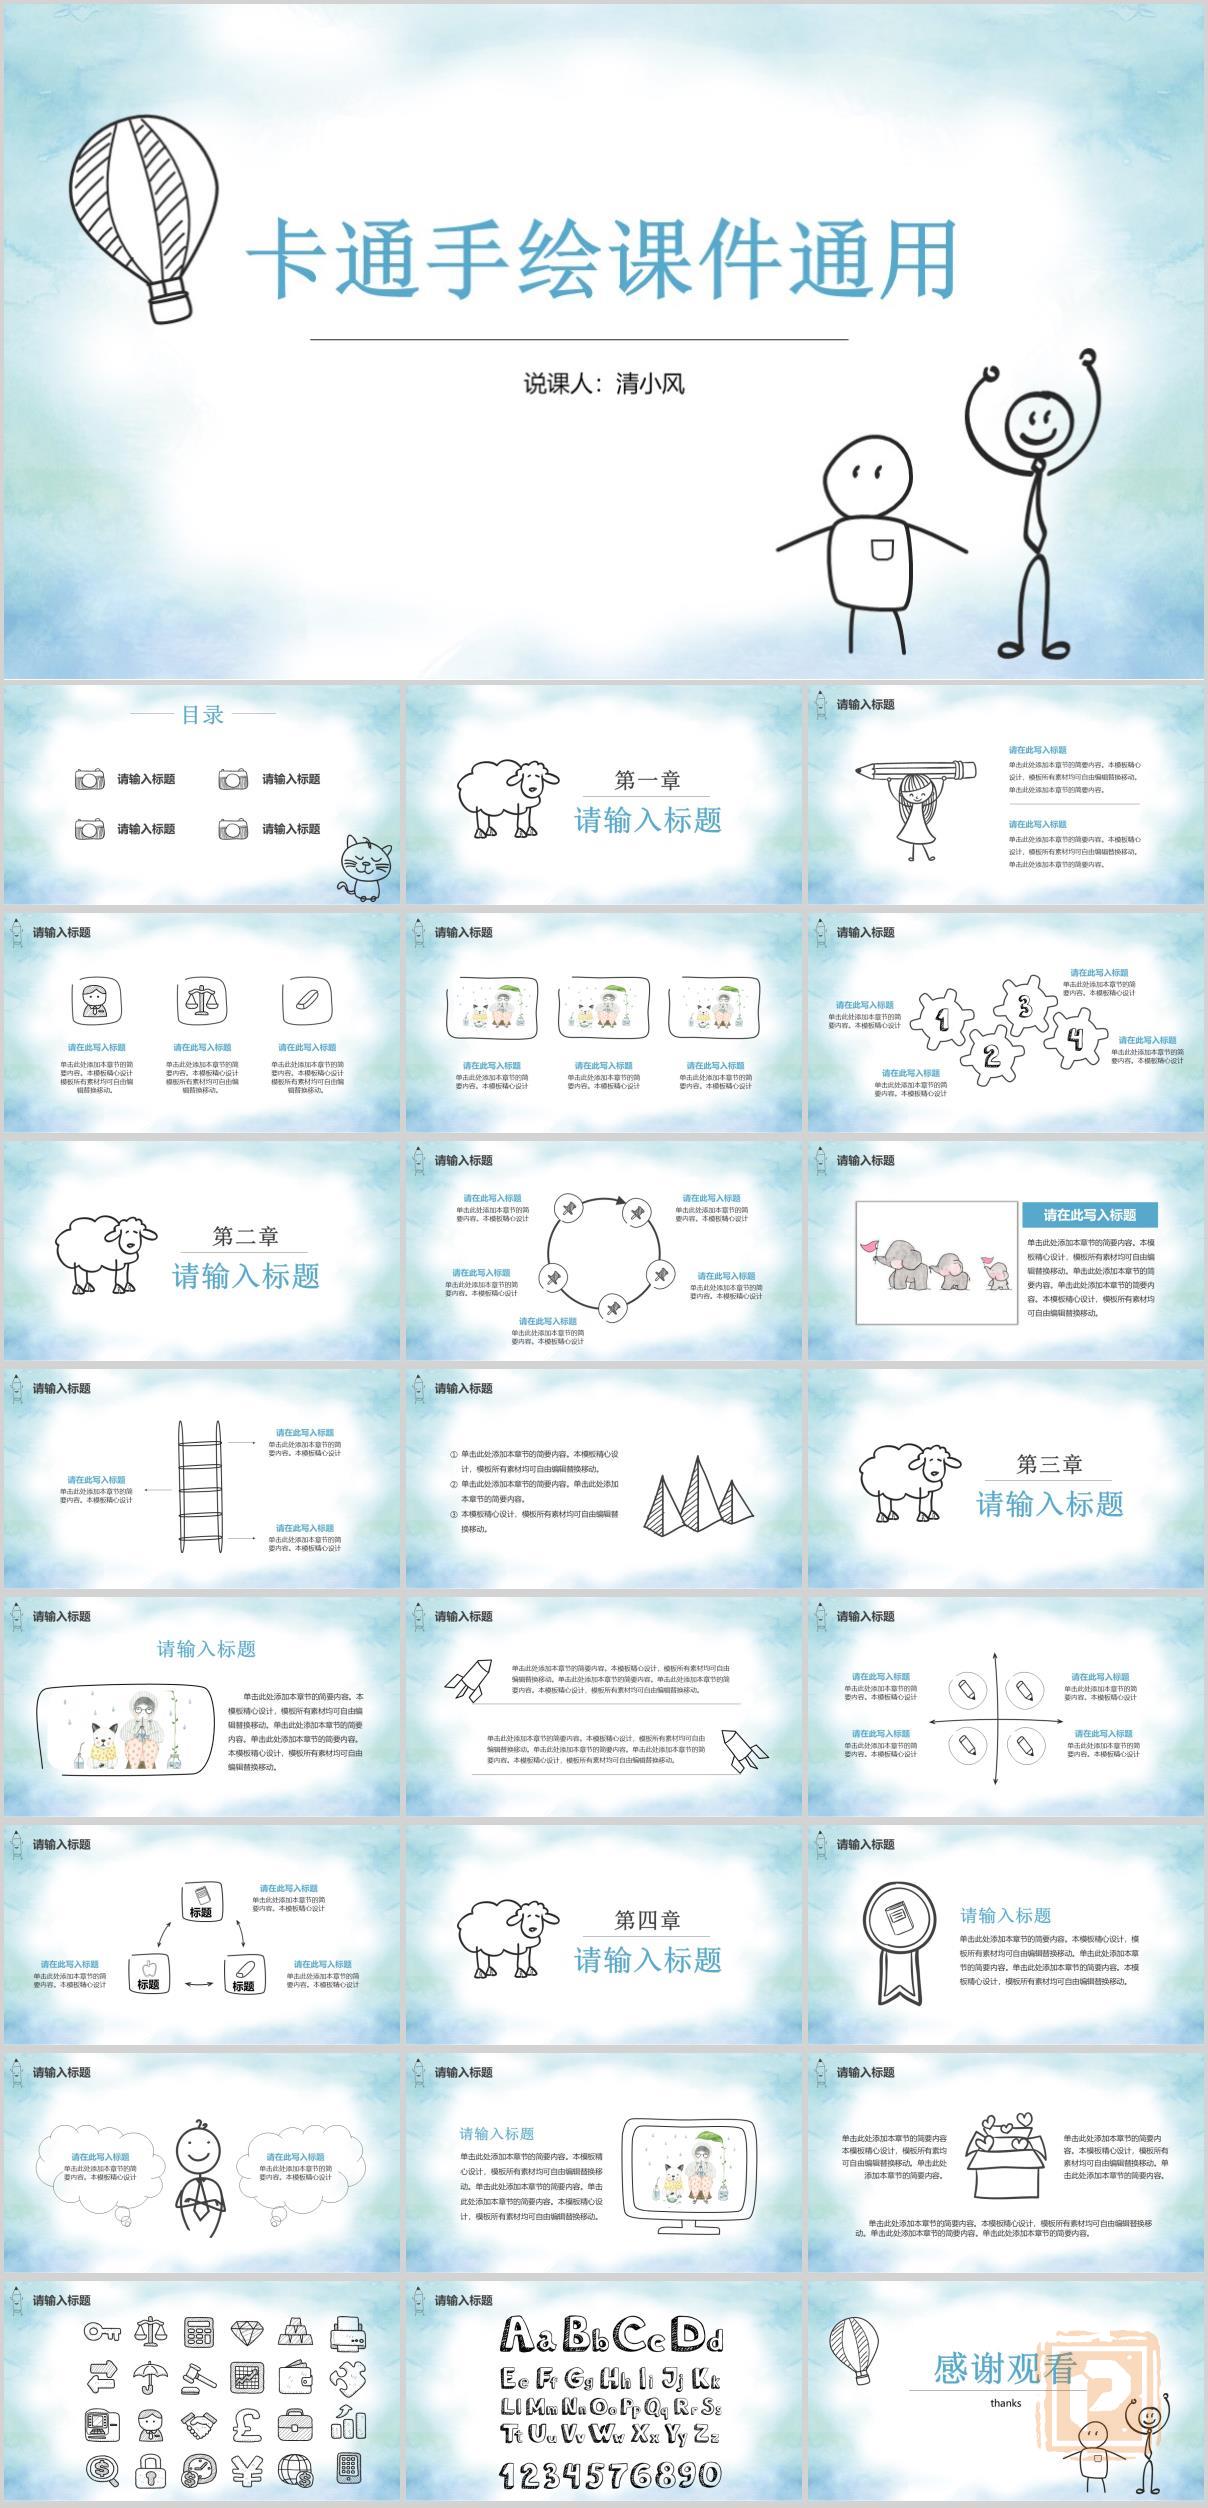 卡通手绘课件通用
说课人：清小风
目录
请输入标题
请输入标题
请输入标题
请输入标题
第一章
请输入标题
请输入标题
请在此写入标题
单击此处添加本章节的简要内容。本模板精心
设计，模板所有素材均可自由编辑替换移动。
单击此处添加本章节的简要内容。
请在此写入标题
单击此处添加本章节的简要内容。本模板精心
设计，模板所有素材均可自由编辑替换移动。
单击此处添加本章节的简要内容。
请输入标题
请在此写入标题
单击此处添加本章节的简
要内容。本模板精心设计
模板所有素材均可自由编
辑替换移动。
请在此写入标题
单击此处添加本章节的简
要内容。本模板精心设计
模板所有素材均可自由编
辑替换移动。
请在此写入标题
单击此处添加本章节的简
要内容。本模板精心设计
模板所有素材均可自由编
辑替换移动。
请输入标题
请在此写入标题
单击此处添加本章节的简
要内容。本模板精心设计
请在此写入标题
单击此处添加本章节的简
要内容。本模板精心设计
请在此写入标题
单击此处添加本章节的简
要内容。本模板精心设计
请输入标题
请在此写入标题
单击此处添加本章节的简
要内容。本模板精心设计
1
2
3
4
请在此写入标题
单击此处添加本章节的简
要内容。本模板精心设计
请在此写入标题
单击此处添加本章节的简
要内容。本模板精心设计
请在此写入标题
单击此处添加本章节的简
要内容。本模板精心设计
第二章
请输入标题
请输入标题
请在此写入标题
单击此处添加本章节的简
要内容。本模板精心设计
请在此写入标题
单击此处添加本章节的简
要内容。本模板精心设计
请在此写入标题
单击此处添加本章节的简
要内容。本模板精心设计
请在此写入标题
单击此处添加本章节的简
要内容。本模板精心设计
请在此写入标题
单击此处添加本章节的简
要内容。本模板精心设计
请输入标题
请在此写入标题
单击此处添加本章节的简要内容。本模
板精心设计，模板所有素材均可自由编
辑替换移动。单击此处添加本章节的简
要内容。单击此处添加本章节的简要内
容。本模板精心设计，模板所有素材均
可自由编辑替换移动。
请输入标题
请在此写入标题
单击此处添加本章节的简
要内容。本模板精心设计
请在此写入标题
单击此处添加本章节的简
要内容。本模板精心设计
请在此写入标题
单击此处添加本章节的简
要内容。本模板精心设计
请输入标题
① 单击此处添加本章节的简要内容。本模板精心设
计，模板所有素材均可自由编辑替换移动。
② 单击此处添加本章节的简要内容。单击此处添加
本章节的简要内容。
③ 本模板精心设计，模板所有素材均可自由编辑替
换移动。
第三章
请输入标题
请输入标题
请输入标题
单击此处添加本章节的简要内容。本
模板精心设计，模板所有素材均可自由编
辑替换移动。单击此处添加本章节的简要
内容。单击此处添加本章节的简要内容。
本模板精心设计，模板所有素材均可自由
编辑替换移动。
请输入标题
单击此处添加本章节的简要内容。本模板精心设计，模板所有素材均可自由
编辑替换移动。单击此处添加本章节的简要内容。单击此处添加本章节的简
要内容。本模板精心设计，模板所有素材均可自由编辑替换移动。
单击此处添加本章节的简要内容。本模板精心设计，模板所有素材均可自由
编辑替换移动。单击此处添加本章节的简要内容。单击此处添加本章节的简
要内容。本模板精心设计，模板所有素材均可自由编辑替换移动。
请输入标题
请在此写入标题
单击此处添加本章节的简
要内容。本模板精心设计
请在此写入标题
单击此处添加本章节的简
要内容。本模板精心设计
请在此写入标题
单击此处添加本章节的简
要内容。本模板精心设计
请在此写入标题
单击此处添加本章节的简
要内容。本模板精心设计
请输入标题
标题
请在此写入标题
单击此处添加本章节的简
要内容。本模板精心设计
请在此写入标题
单击此处添加本章节的简
要内容。本模板精心设计
标题
标题
请在此写入标题
单击此处添加本章节的简
要内容。本模板精心设计
第四章
请输入标题
请输入标题
请输入标题
单击此处添加本章节的简要内容。本模板精心设计，模
板所有素材均可自由编辑替换移动。单击此处添加本章
节的简要内容。单击此处添加本章节的简要内容。本模
板精心设计，模板所有素材均可自由编辑替换移动。
请输入标题
请在此写入标题
单击此处添加本章节的简
要内容。本模板精心设计
请在此写入标题
单击此处添加本章节的简
要内容。本模板精心设计
请输入标题
请输入标题
单击此处添加本章节的简要内容。本模板精
心设计，模板所有素材均可自由编辑替换移
动。单击此处添加本章节的简要内容。单击
此处添加本章节的简要内容。本模板精心设
计，模板所有素材均可自由编辑替换移动。
请输入标题
单击此处添加本章节的简要内容
本模板精心设计，模板所有素均
可自由编辑替换移动。单击此处
添加本章节的简要内容。
单击此处添加本章节的简要内
容。本模板精心设计，模板所有
素材均可自由编辑替换移动。单
击此处添加本章节的简要内容。
单击此处添加本章节的简要内容。本模板精心设计，模板所有素材均可自由编辑替换移
动。单击此处添加本章节的简要内容。单击此处添加本章节的简要内容。
请输入标题
请输入标题
Aa Bb Cc Dd
Ee Ff Gg Hh Ii Jj Kk
Ll Mm Nn Oo Pp Qq Rr Ss
Tt Uu Vv Ww Xx Yy Zz
1234576890
感谢观看
thanks